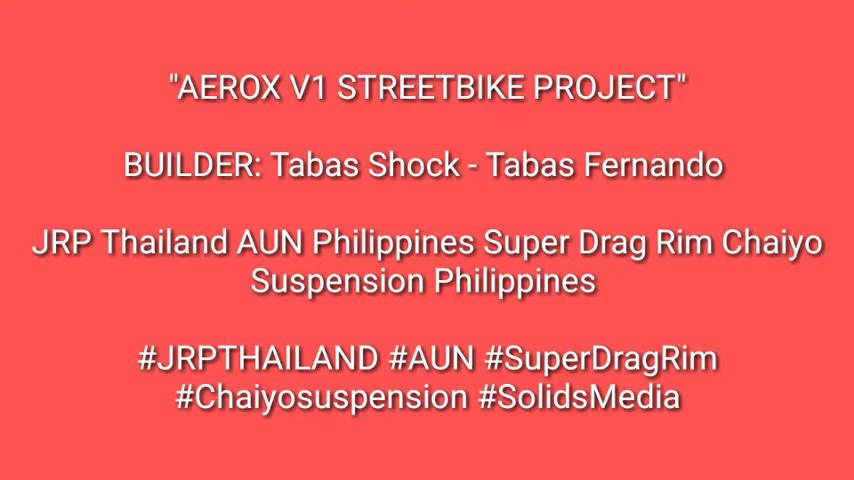 "AEROX V1 STREETBIKE PROJECT"
BUILDER: Tabas Shock - Tabas Fernando
JRP Thailand AUN Philippines Super Drag Rim Chaiyo
Suspension Philippines
#JRPTHAILAND #AUN #SuperDragRim
#Chaiyosuspension #SolidsMedia